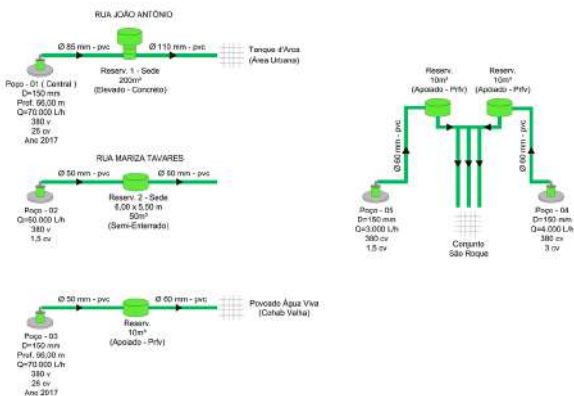 RUA JOÃO ANTÔNIO
Ø 85 mm - pvc
Ø 110 mm - pvc
Tanque d'Arca
(Área Urbana)
Reserv. 1 - Sede
200m³
(Elevado - Concreto)
Poço - 01 ( Central )
D=150 mm
Prof. 66,00 m
Q=70.000 L/h
380 v
25 cv
Ano 2017
RUA MARIZA TAVARES
Ø 50 mm - pvc
Ø 60 mm - pvc
Reserv. 2 - Sede
6,00 x 5,50 m
50m³
(Semi-Enterrado)
Poço - 02
Q=50.000 L/h
380 v
1,5 cv
Ø 50 mm - pvc
Ø 60 mm - pvc
Povoado Água Viva
(Cohab Velha)
Reserv.
10m³
(Apoiado - Prfv)
Poço - 03
D=150 mm
Prof. 66,00 m
Q=70.000 L/h
380 v
25 cv
Ano 2017
Reserv.
10m³
(Apoiado - Prfv)
Reserv.
10m³
(Apoiado - Prfv)
Ø 60 mm - pvc
Ø 60 mm - pvc
Poço - 05
D=150 mm
Q=3.000 L/h
380 cv
1,5 cv
Conjunto
São Roque
Poço - 04
D=150 mm
Q=4.000 L/h
380 cv
3 cv